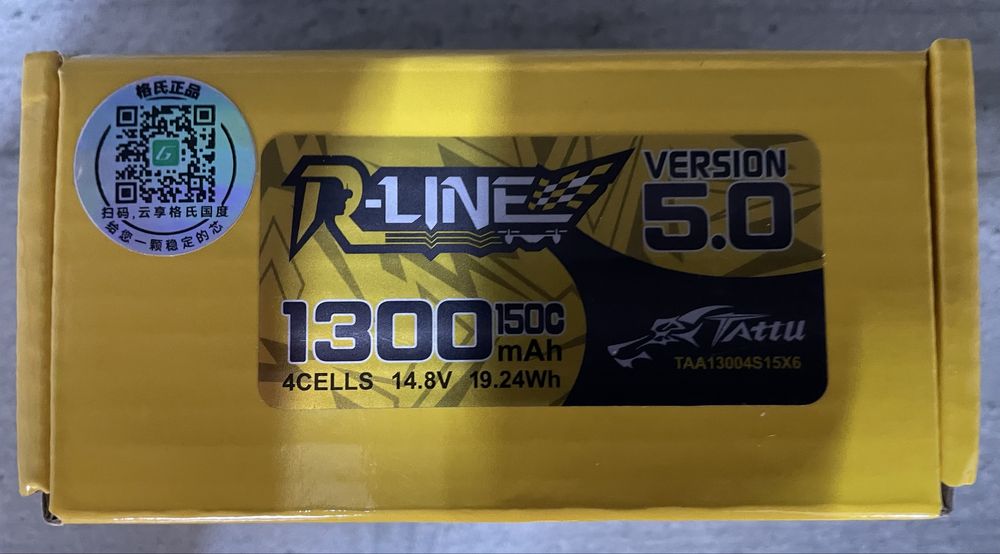 格氏正品
扫码,云享格氏国度
给您一颗稳定的芯
R-LINE
VERSION
5.0
1300 150C
mAh
4CELLS 14.8V 19.24Wh
TATTU
TAA13004S15X6